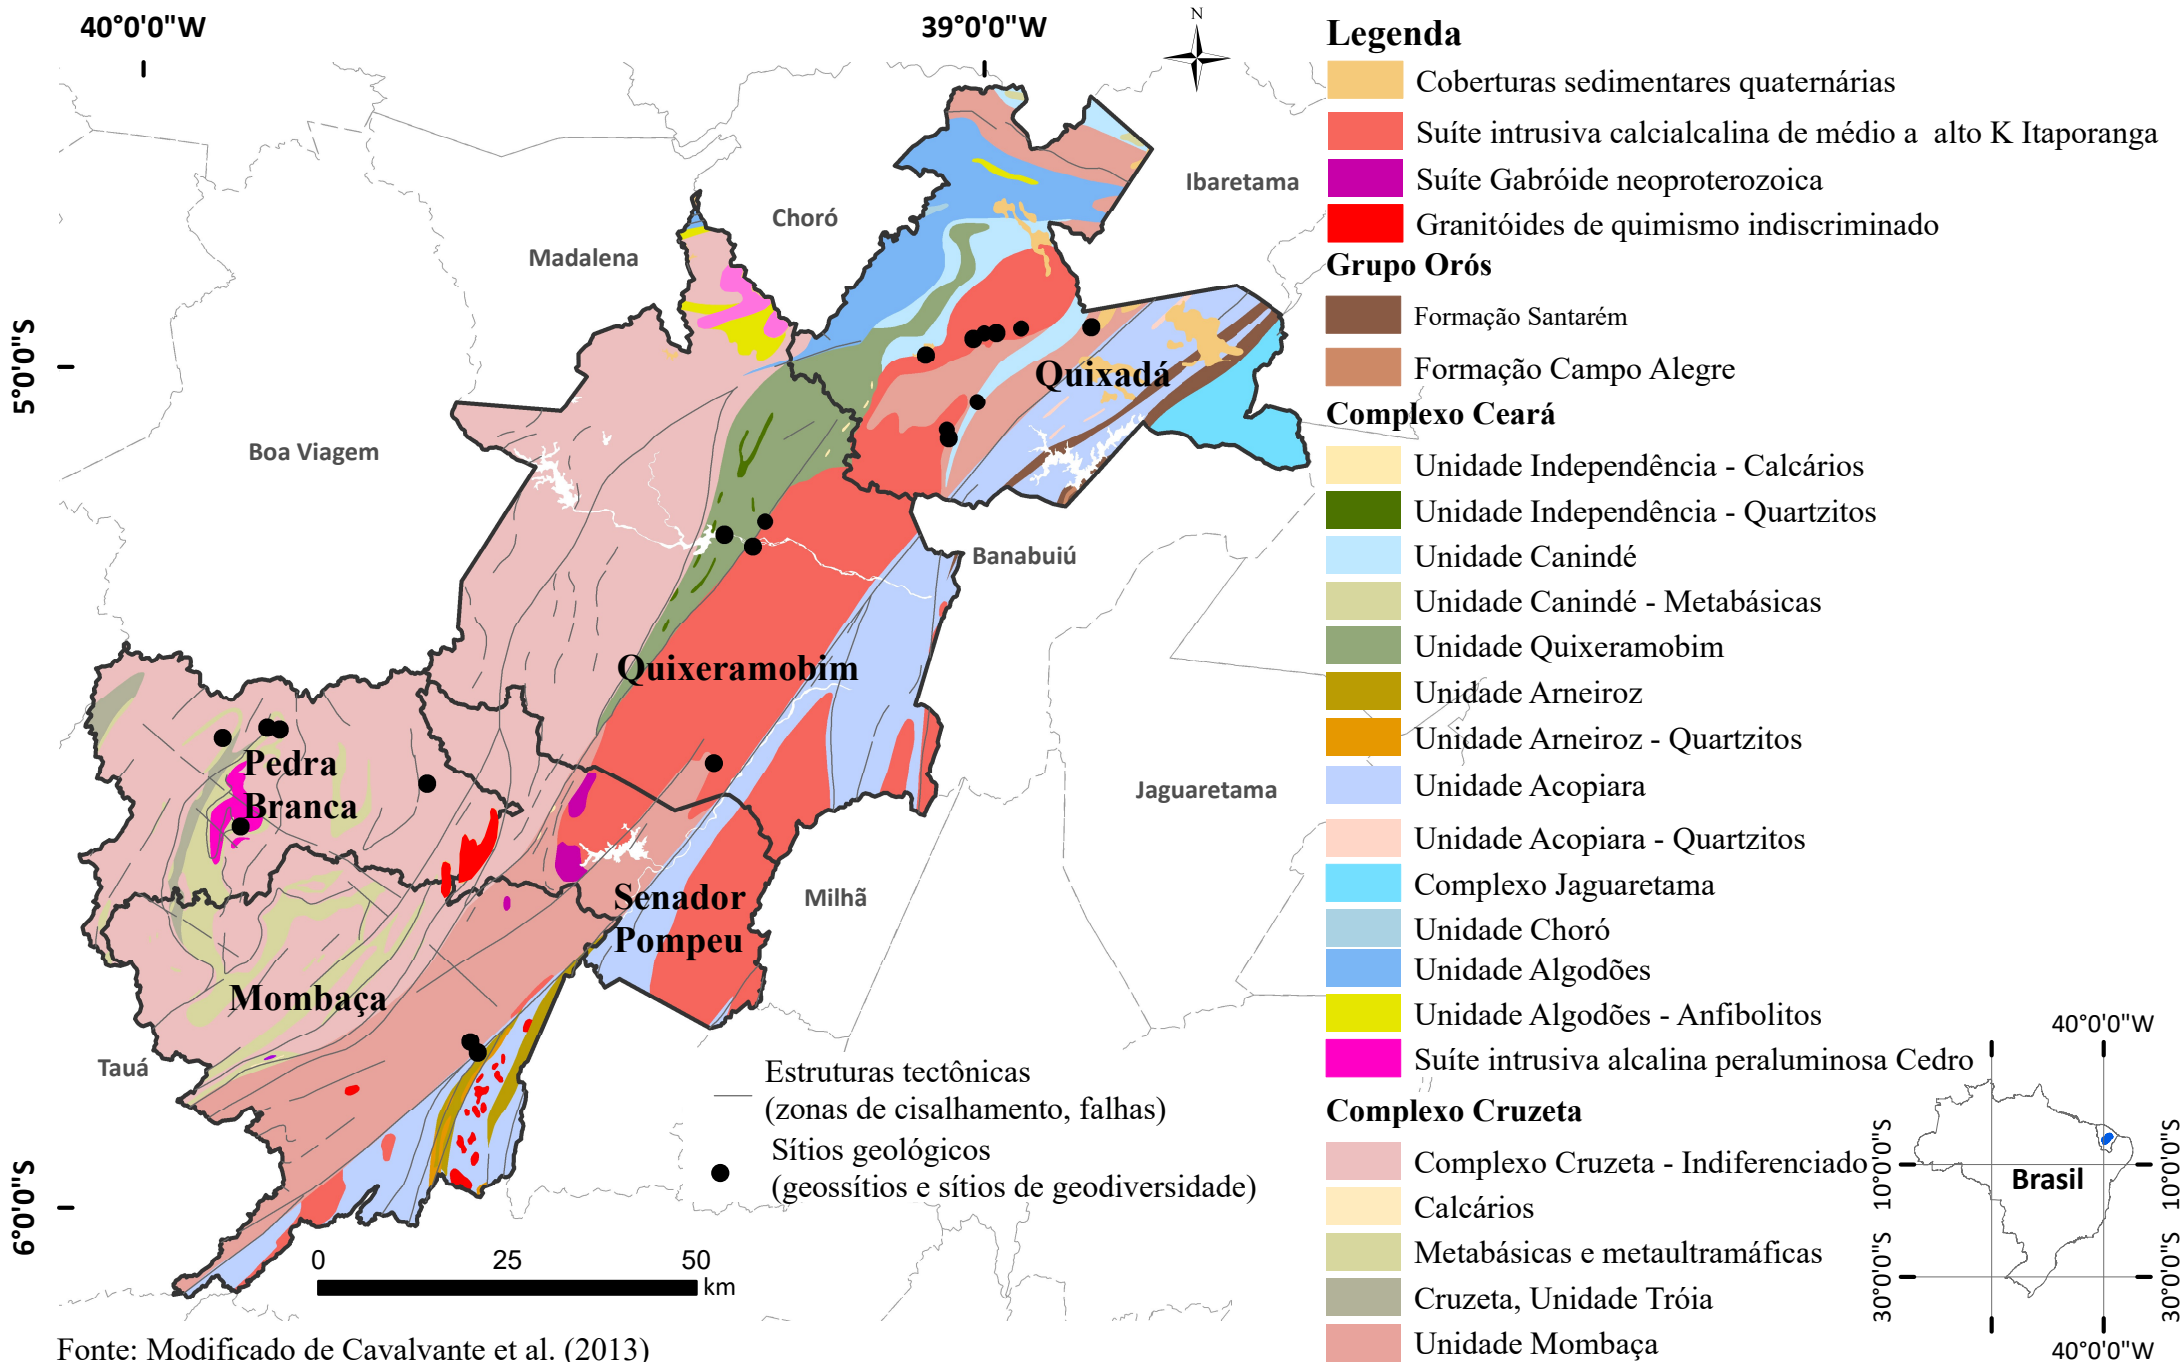 40°0'0"W
39°0'0"W
N
5°0'0"S
6°0'0"S
Ibaretama
Choró
Madalena
Boa Viagem
Quixadá
Banabuiú
Quixeramobim
Jaguaretama
Pedra
Branca
Senador
Pompeu
Milhã
Mombaça
Tauá
Estruturas tectônicas
(zonas de cisalhamento, falhas)
Sítios geológicos
(geossítios e sítios de geodiversidade)
0 25 50
km
Fonte: Modificado de Cavalvante et al. (2013)
Legenda
Coberturas sedimentares quaternárias
Suíte intrusiva calcialcalina de médio a alto K Itaporanga
Suíte Gabróide neoproterozoica
Granitóides de quimismo indiscriminado
Grupo Orós
Formação Santarém
Formação Campo Alegre
Complexo Ceará
Unidade Independência - Calcários
Unidade Independência - Quartzitos
Unidade Canindé
Unidade Canindé - Metabásicas
Unidade Quixeramobim
Unidade Arneiroz
Unidade Arneiroz - Quartzitos
Unidade Acopiara
Unidade Acopiara - Quartzitos
Complexo Jaguaretama
Unidade Choró
Unidade Algodões
Unidade Algodões - Anfibolitos
Suíte intrusiva alcalina peraluminosa Cedro
Complexo Cruzeta
Complexo Cruzeta - Indiferenciado
Calcários
Metabásicas e metaultramáficas
Cruzeta, Unidade Tróia
Unidade Mombaça
40°0'0"W
10°0'0"S
10°0'0"S
Brasil
30°0'0"S
30°0'0"S
40°0'0"W